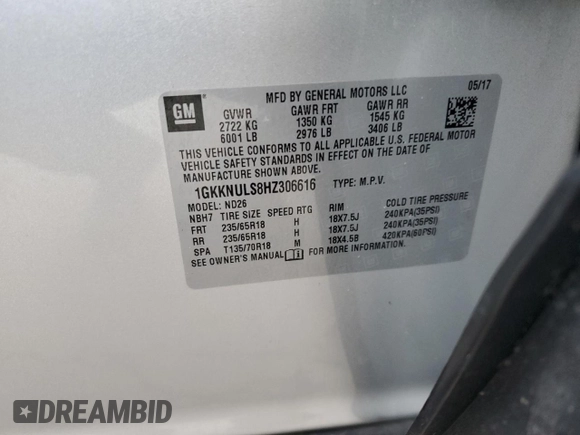 GM
MFD BY GENERAL MOTORS LLC 05/17
GVWR GAWR FRT GAWR RR
2722 KG 1350 KG 1545 KG
6001 LB 2976 LB 3406 LB
THIS VEHICLE CONFORMS TO ALL APPLICABLE U.S. FEDERAL MOTOR
VEHICLE SAFETY STANDARDS IN EFFECT ON THE DATE OF
MANUFACTURE SHOWN ABOVE.
1GKKNULS8HZ306616 TYPE: M.P.V.
MODEL: ND26
NBH7 TIRE SIZE SPEED RTG RIM COLD TIRE PRESSURE
FRT 235/65R18 H 18X7.5J 240KPA(35PSI)
RR 235/65R18 H 18X7.5J 240KPA(35PSI)
SPA T135/70R18 M 18X4.5B 420KPA(60PSI)
SEE OWNER'S MANUAL i FOR MORE INFORMATION.
DREAMBID